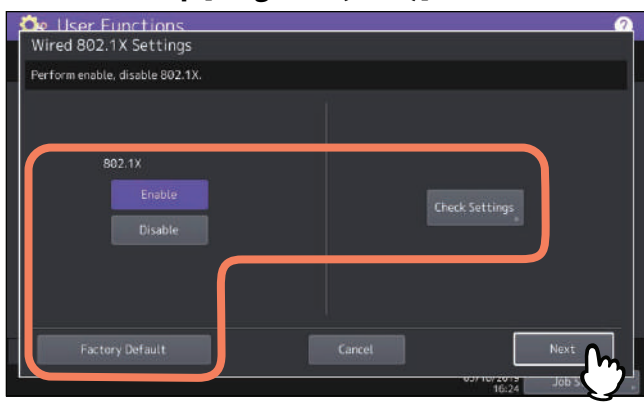 User Functions
?
Wired 802.1X Settings
Perform enable, disable 802.1X.
802.1X
Enable
Check Settings
Disable
Factory Default
Cancel
Next
16:24
Job